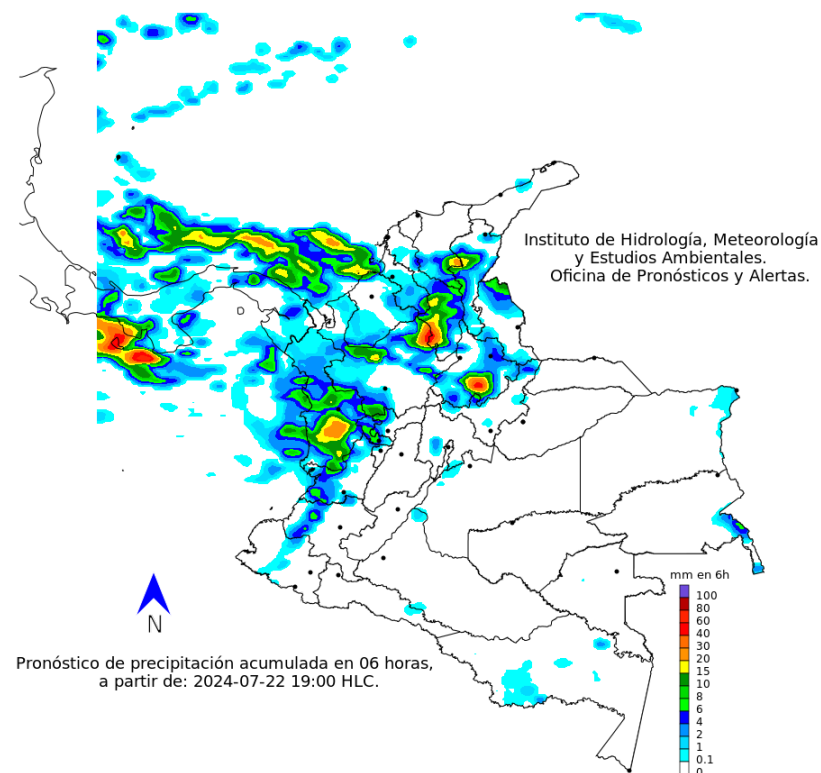 Instituto de Hidrología, Meteorología
y Estudios Ambientales.
Oficina de Pronósticos y Alertas.
mm en 6h
100
80
60
40
30
20
15
10
8
6
4
2
1
0.1
0
N
Pronóstico de precipitación acumulada en 06 horas,
a partir de: 2024-07-22 19:00 HLC.